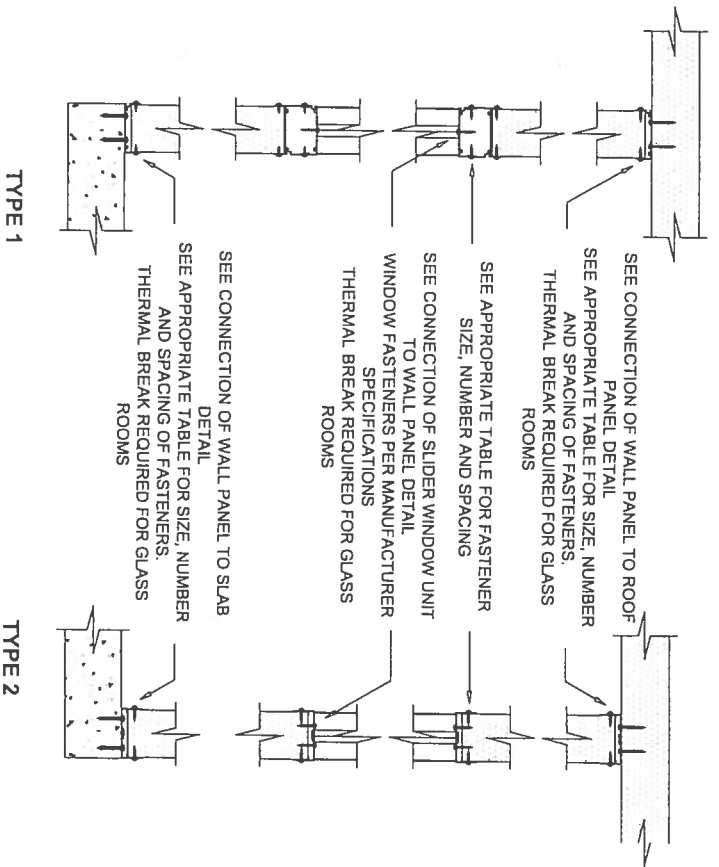 SEE CONNECTION OF WALL PANEL TO ROOF
PANEL DETAIL
SEE APPROPRIATE TABLE FOR SIZE, NUMBER
AND SPACING OF FASTENERS.
THERMAL BREAK REQUIRED FOR GLASS
ROOMS
SEE APPROPRIATE TABLE FOR FASTENER
SIZE, NUMBER AND SPACING
SEE CONNECTION OF SLIDER WINDOW UNIT
TO WALL PANEL DETAIL
WINDOW FASTENERS PER MANUFACTURER
SPECIFICATIONS
THERMAL BREAK REQUIRED FOR GLASS
ROOMS
SEE CONNECTION OF WALL PANEL TO SLAB
DETAIL
SEE APPROPRIATE TABLE FOR SIZE, NUMBER
AND SPACING OF FASTENERS.
THERMAL BREAK REQUIRED FOR GLASS
ROOMS
TYPE 1
TYPE 2